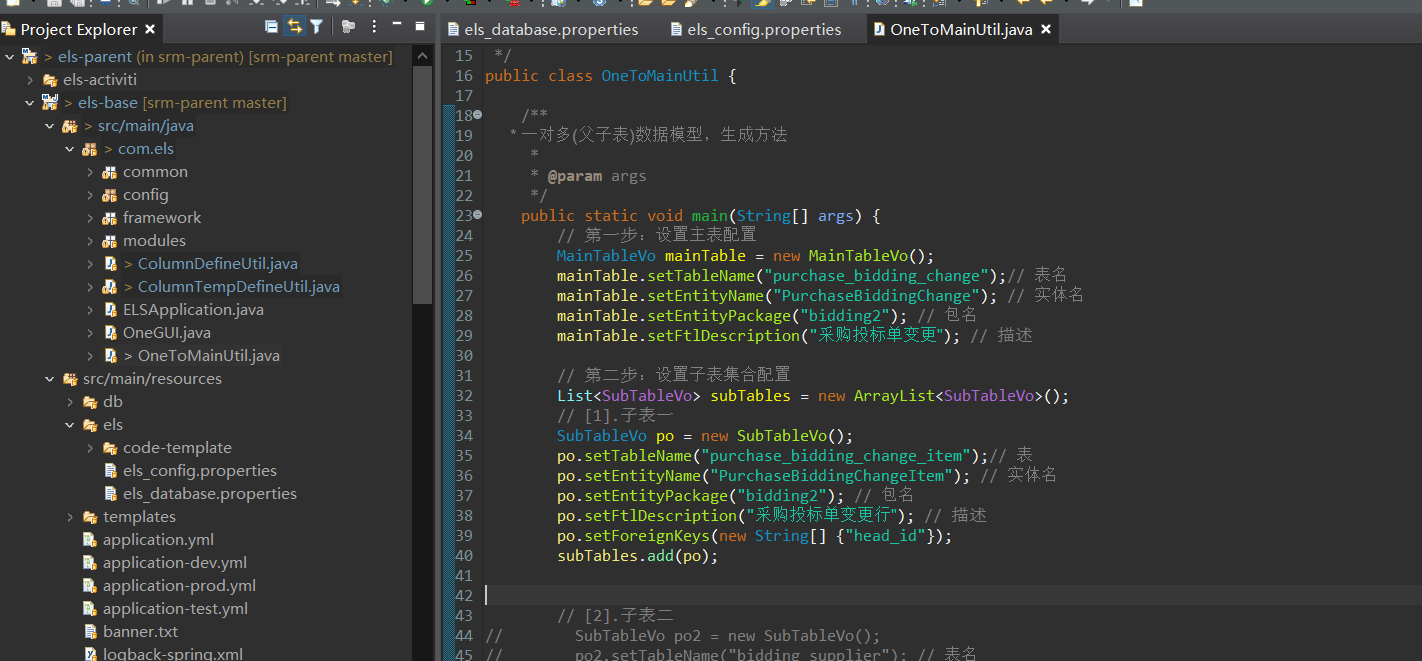 Project Explorer
els-parent (in srm-parent) [srm-parent master]
els-activiti
els-base [srm-parent master]
src/main/java
com.els
common
config
framework
modules
ColumnDefineUtil.java
ColumnTempDefineUtil.java
ELSApplication.java
OneGUI.java
OneToMainUtil.java
src/main/resources
db
els
code-template
els_config.properties
els_database.properties
templates
application.yml
application-dev.yml
application-prod.yml
application-test.yml
banner.txt
logback-spring.xml
els_database.properties els_config.properties OneToMainUtil.java
15 */
16 public class OneToMainUtil {
17
18 /**
19 * 一对多(父子表)数据模型，生成方法
20 *
21 * @param args
22 */
23 public static void main(String[] args) {
24 // 第一步：设置主表配置
25 MainTableVo mainTable = new MainTableVo();
26 mainTable.setTableName("purchase_bidding_change");// 表名
27 mainTable.setEntityName("PurchaseBiddingChange"); // 实体名
28 mainTable.setEntityPackage("bidding2"); // 包名
29 mainTable.setFtlDescription("采购投标单变更"); // 描述
30
31 // 第二步：设置子表集合配置
32 List<SubTableVo> subTables = new ArrayList<SubTableVo>();
33 // [1].子表一
34 SubTableVo po = new SubTableVo();
35 po.setTableName("purchase_bidding_change_item");// 表
36 po.setEntityName("PurchaseBiddingChangeItem"); // 实体名
37 po.setEntityPackage("bidding2"); // 包名
38 po.setFtlDescription("采购投标单变更行"); // 描述
39 po.setForeignKeys(new String[] {"head_id"});
40 subTables.add(po);
41
42
43 // [2].子表二
44 // SubTableVo po2 = new SubTableVo();
45 // po2.setTableName("bidding_supplier"); // 表名